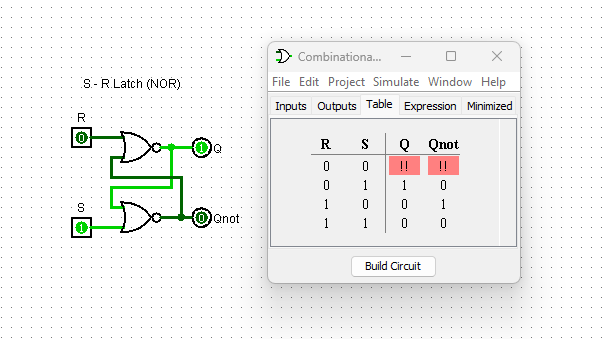 S - R Latch (NOR)
R
0
1
Q
S
1
0
Qnot
Combinationa...
File Edit Project Simulate Window Help
Inputs Outputs Table Expression Minimized
R S Q Qnot
0 0 !! !!
0 1 1 0
1 0 0 1
1 1 0 0
Build Circuit